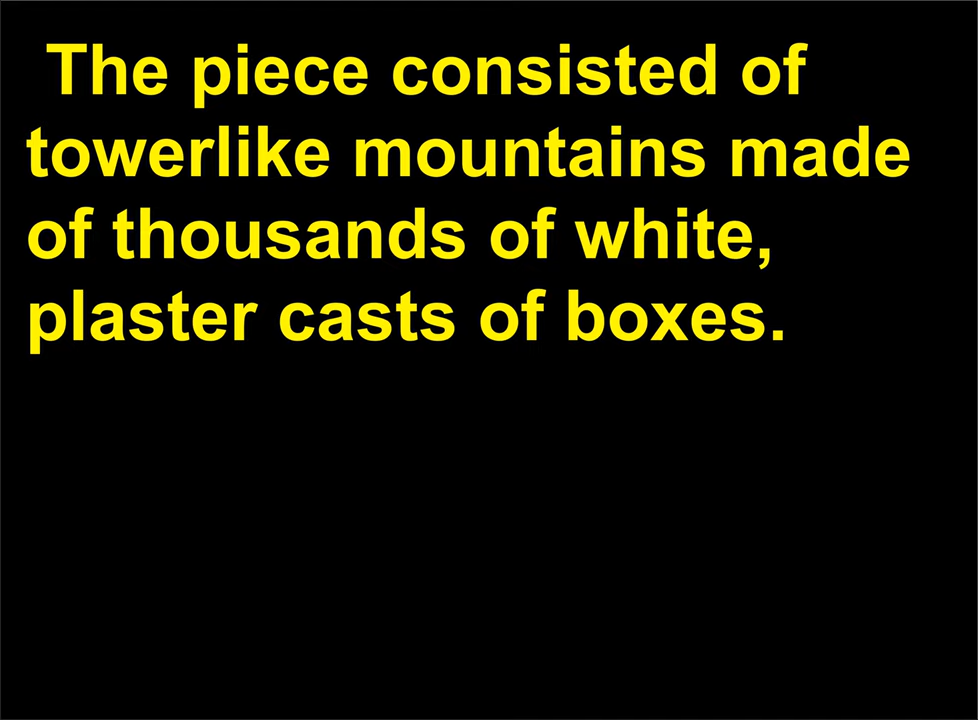 The piece consisted of
towerlike mountains made
of thousands of white,
plaster casts of boxes.